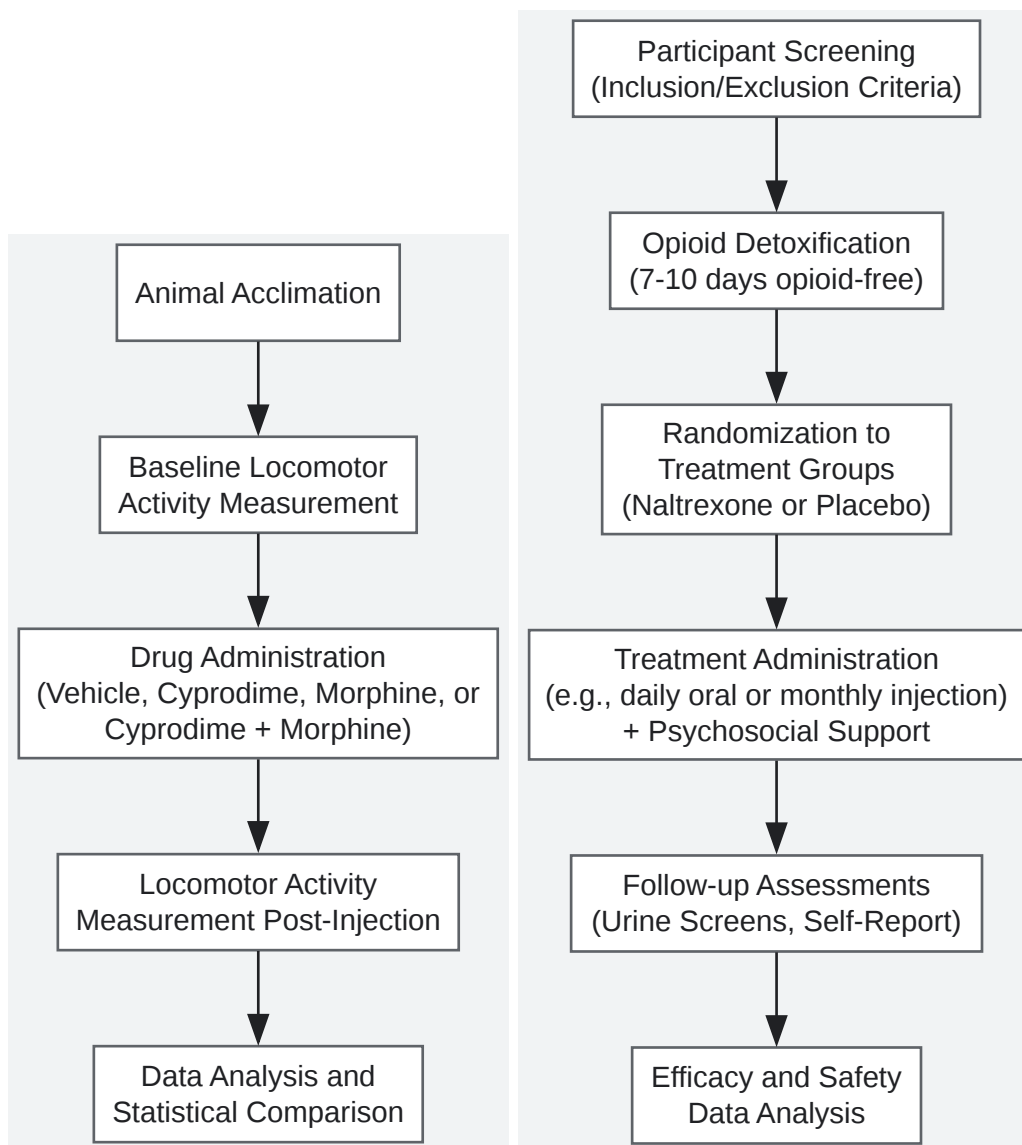 Animal Acclimation
Baseline Locomotor
Activity Measurement
Drug Administration
(Vehicle, Cyprodime, Morphine, or
Cyprodime + Morphine)
Locomotor Activity
Measurement Post-Injection
Data Analysis and
Statistical Comparison
Participant Screening
(Inclusion/Exclusion Criteria)
Opioid Detoxification
(7-10 days opioid-free)
Randomization to
Treatment Groups
(Naltrexone or Placebo)
Treatment Administration
(e.g., daily oral or monthly injection)
+ Psychosocial Support
Follow-up Assessments
(Urine Screens, Self-Report)
Efficacy and Safety
Data Analysis